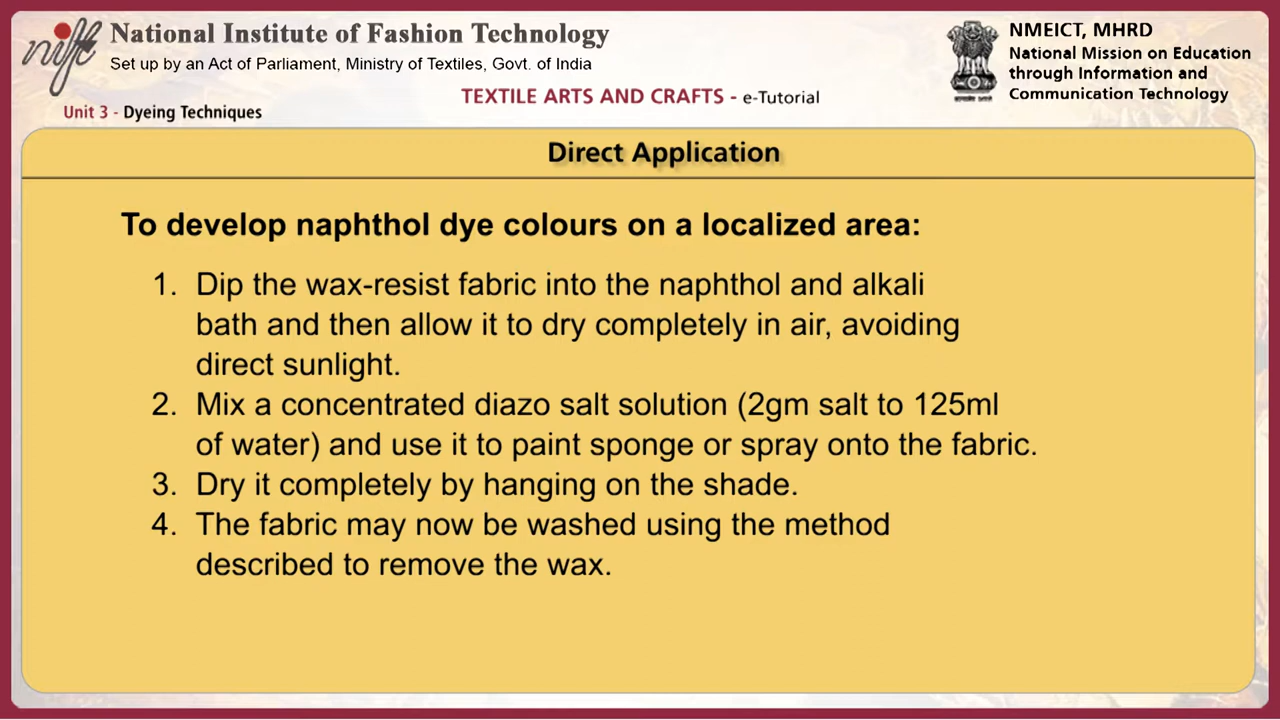 nift
National Institute of Fashion Technology
Set up by an Act of Parliament, Ministry of Textiles, Govt. of India
NMEICT, MHRD
National Mission on Education
through Information and
Communication Technology
TEXTILE ARTS AND CRAFTS - e-Tutorial
Unit 3 - Dyeing Techniques
Direct Application
To develop naphthol dye colours on a localized area:
1. Dip the wax-resist fabric into the naphthol and alkali
bath and then allow it to dry completely in air, avoiding
direct sunlight.
2. Mix a concentrated diazo salt solution (2gm salt to 125ml
of water) and use it to paint sponge or spray onto the fabric.
3. Dry it completely by hanging on the shade.
4. The fabric may now be washed using the method
described to remove the wax.